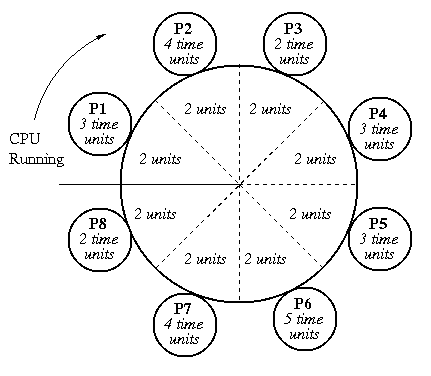 P2
4 time
units
P3
2 time
units
P1
3 time
units
CPU
Running
P4
3 time
units
2 units
2 units
2 units
2 units
2 units
2 units
2 units
2 units
P8
2 time
units
P5
3 time
units
P7
4 time
units
P6
5 time
units